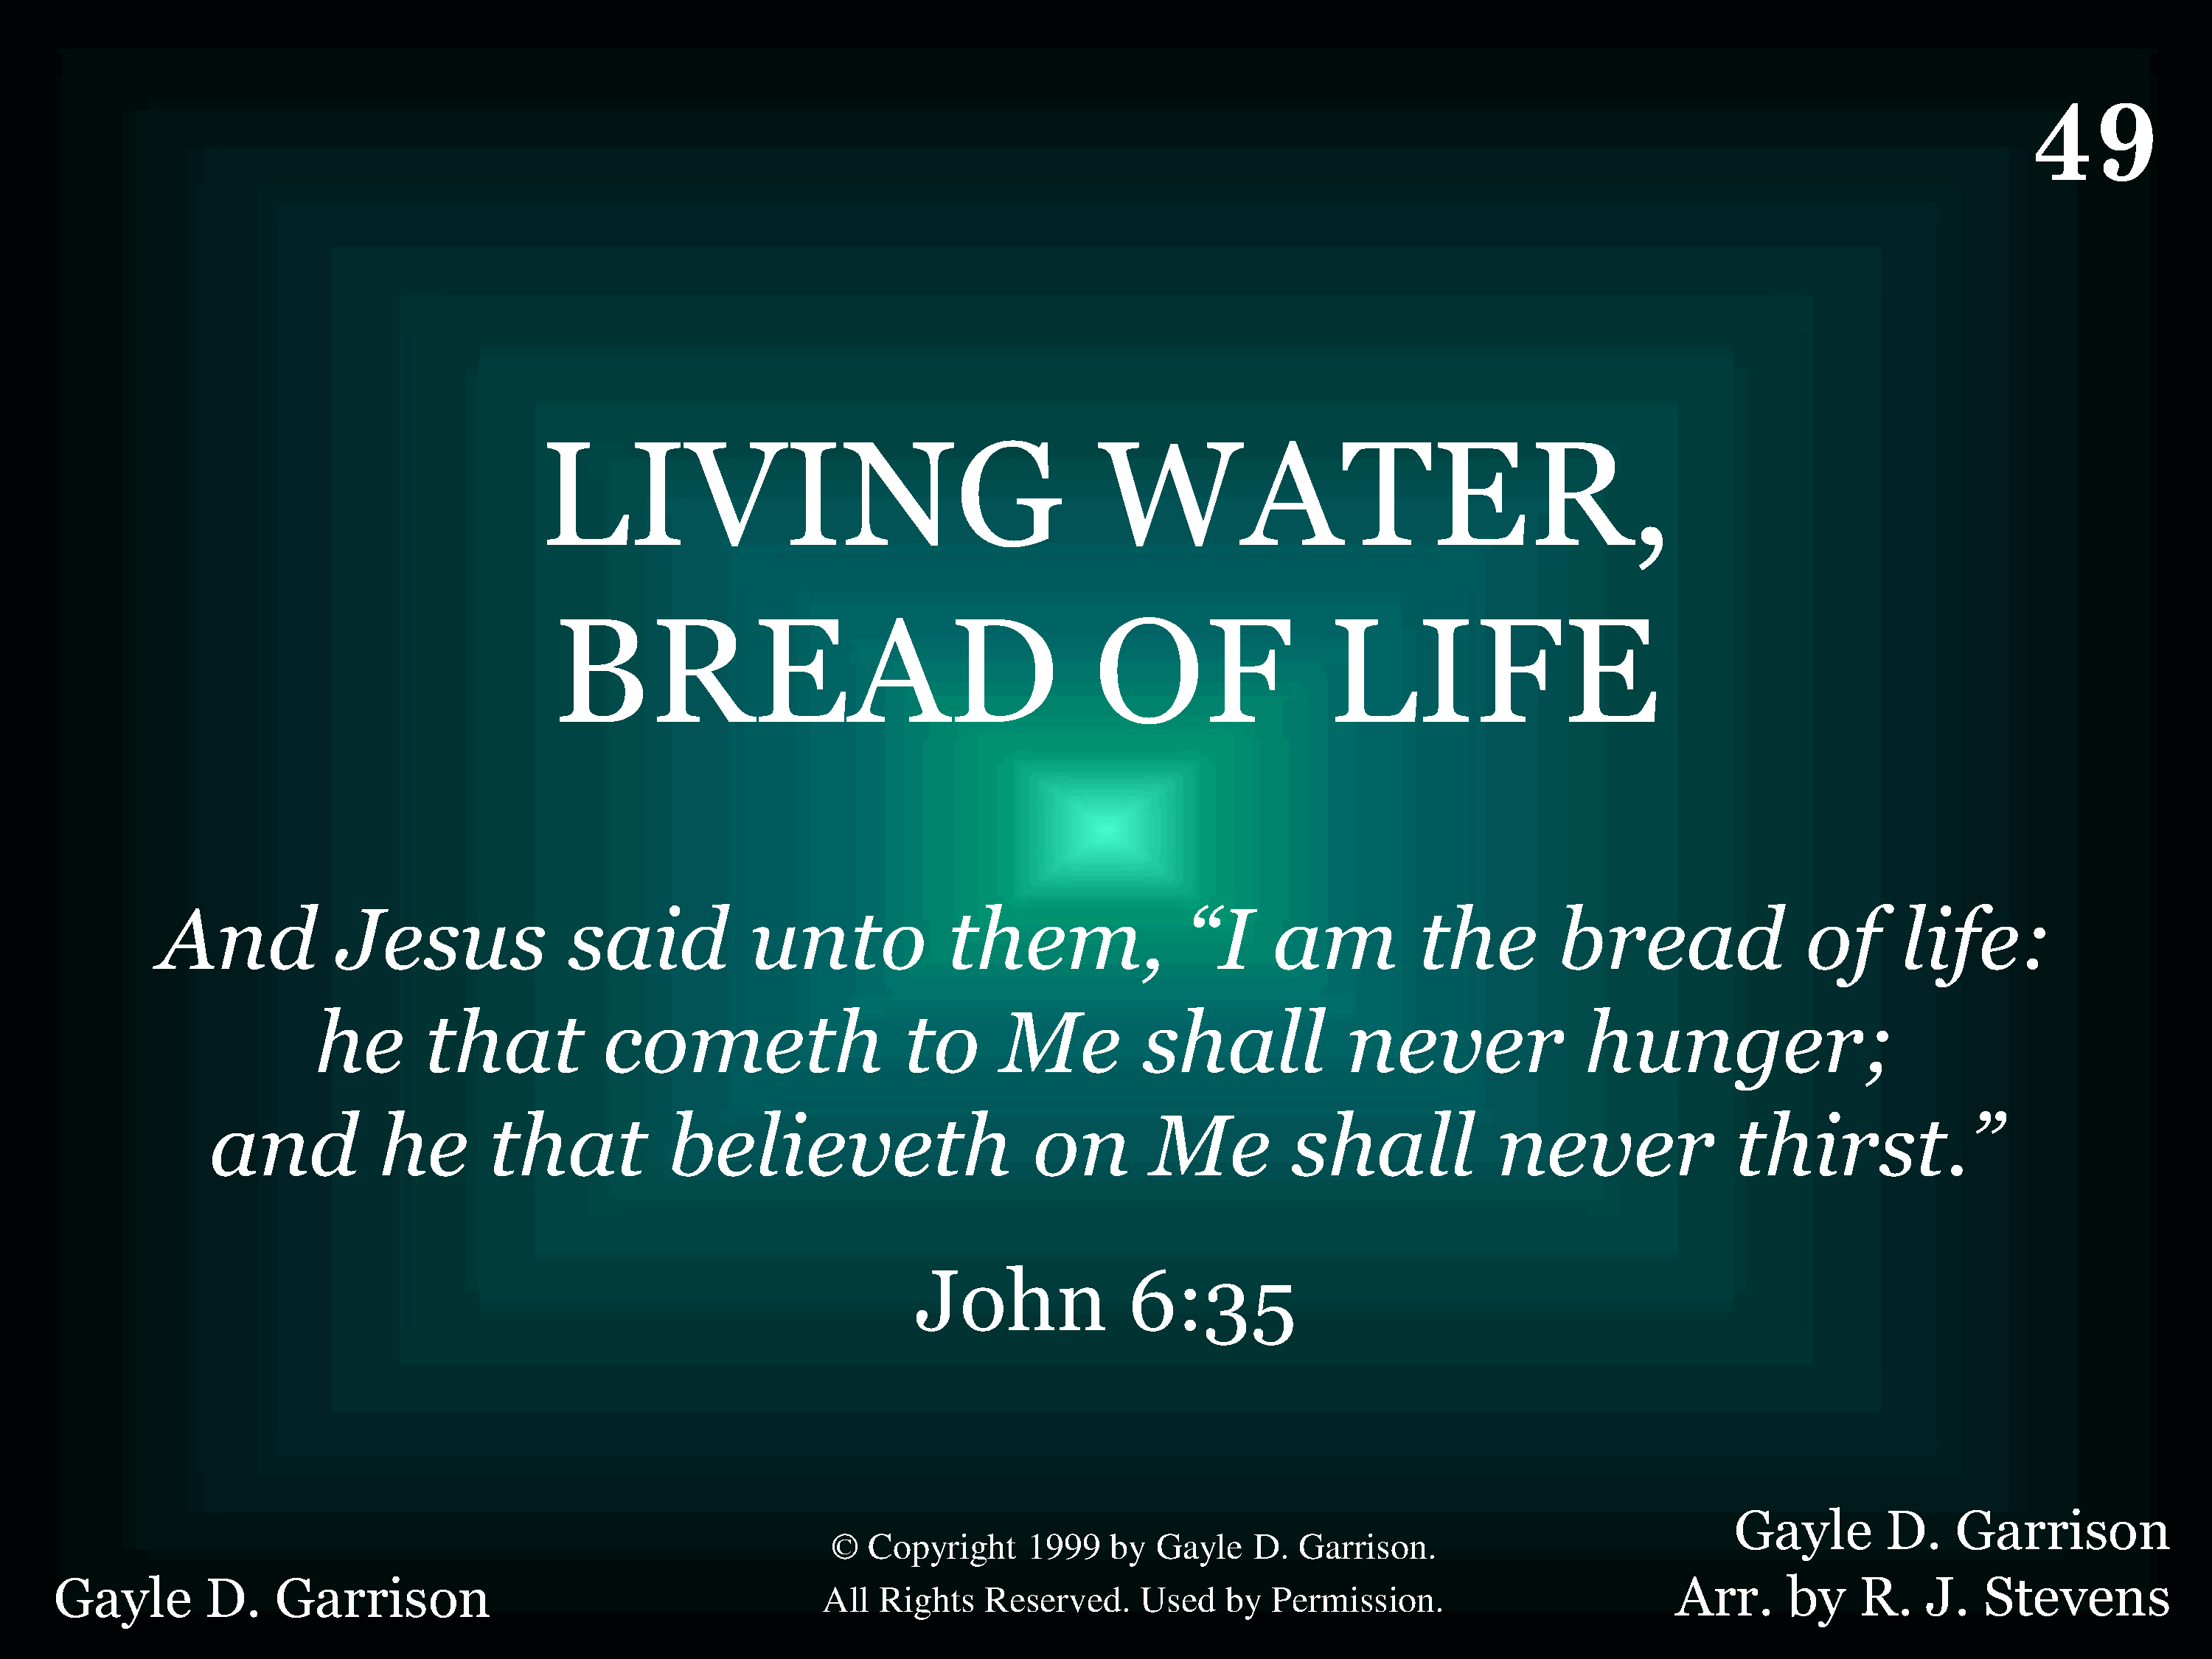 49
LIVING WATER,
BREAD OF LIFE
And Jesus said unto them, “I am the bread of life:
he that cometh to Me shall never hunger;
and he that believeth on Me shall never thirst.”
John 6:35
Gayle D. Garrison
© Copyright 1999 by Gayle D. Garrison.
All Rights Reserved. Used by Permission.
Gayle D. Garrison
Arr. by R. J. Stevens